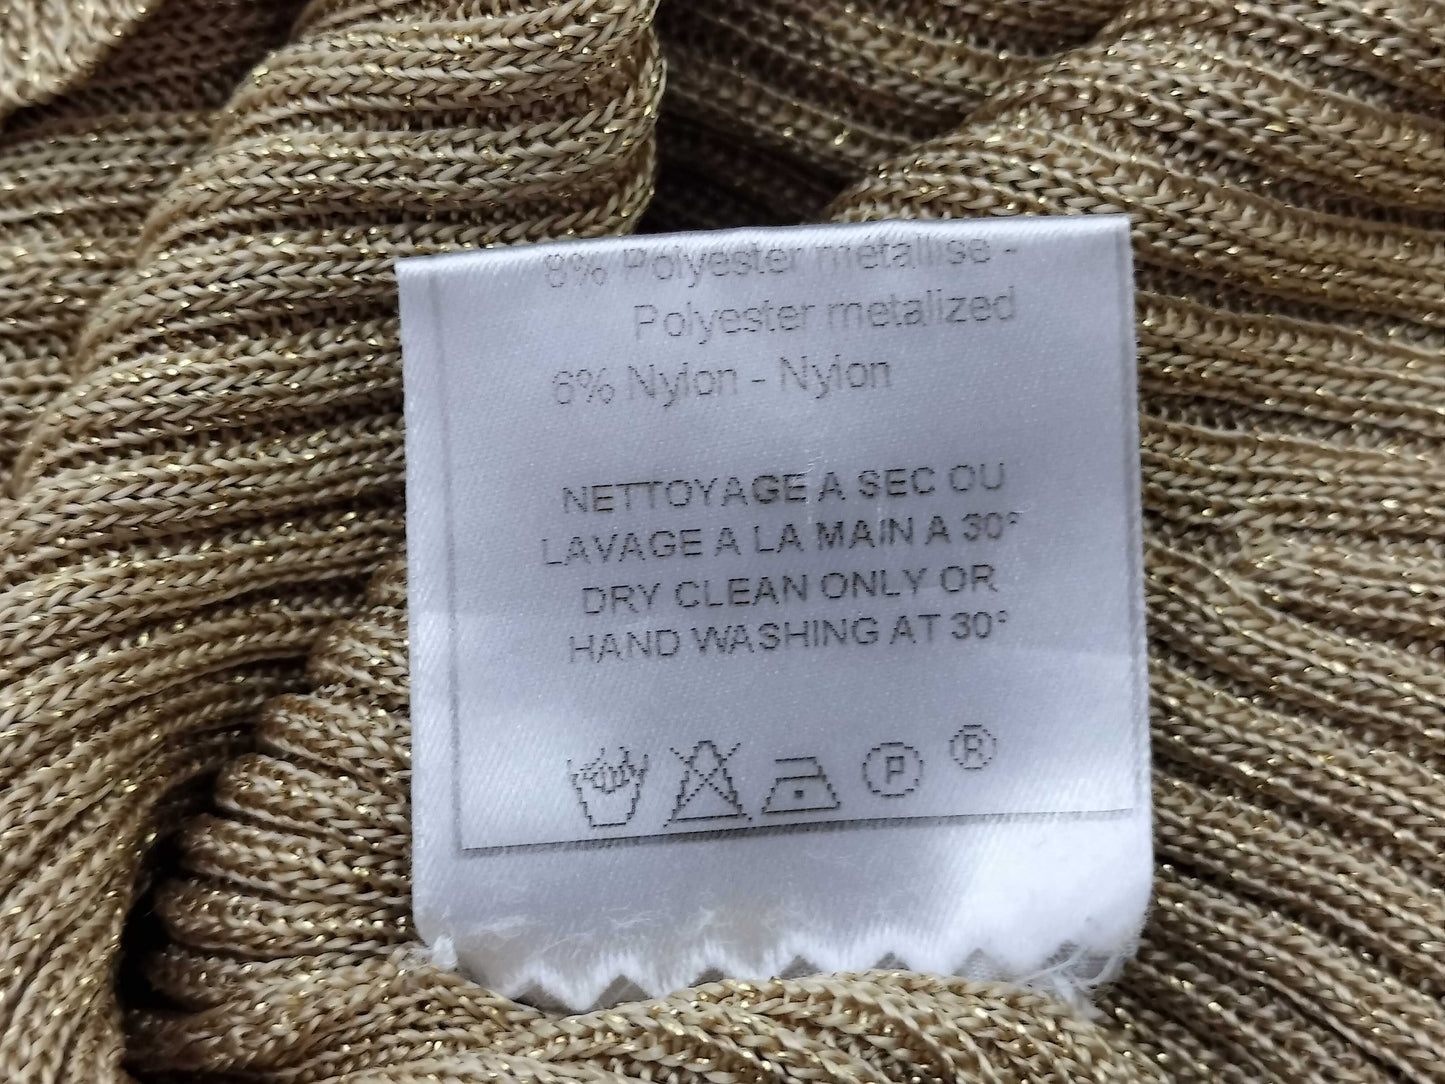 8% Polyester métallisé -
Polyester metalized
6% Nylon - Nylon
NETTOYAGE A SEC OU
LAVAGE A LA MAIN A 30°
DRY CLEAN ONLY OR
HAND WASHING AT 30°
P ®